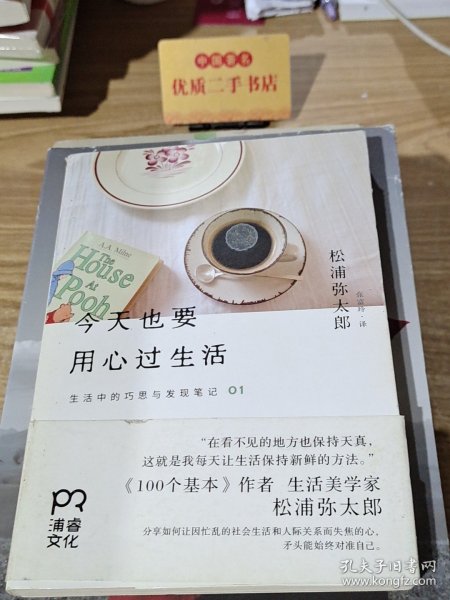 中国著名
优质二手书店
A.A. Milne
The
House
At
Pooh
松浦弥太郎
张富玲·译
今天也要
用心过生活
生活中的巧思与发现笔记 01
“在看不见的地方也保持天真，
这就是我每天让生活保持新鲜的方法。”
《100个基本》作者 生活美学家
松浦弥太郎
分享如何让因忙乱的社会生活和人际关系而失焦的心，
矛头能始终对准自己。
浦睿
文化
孔夫子旧书网
www.kongfz.com